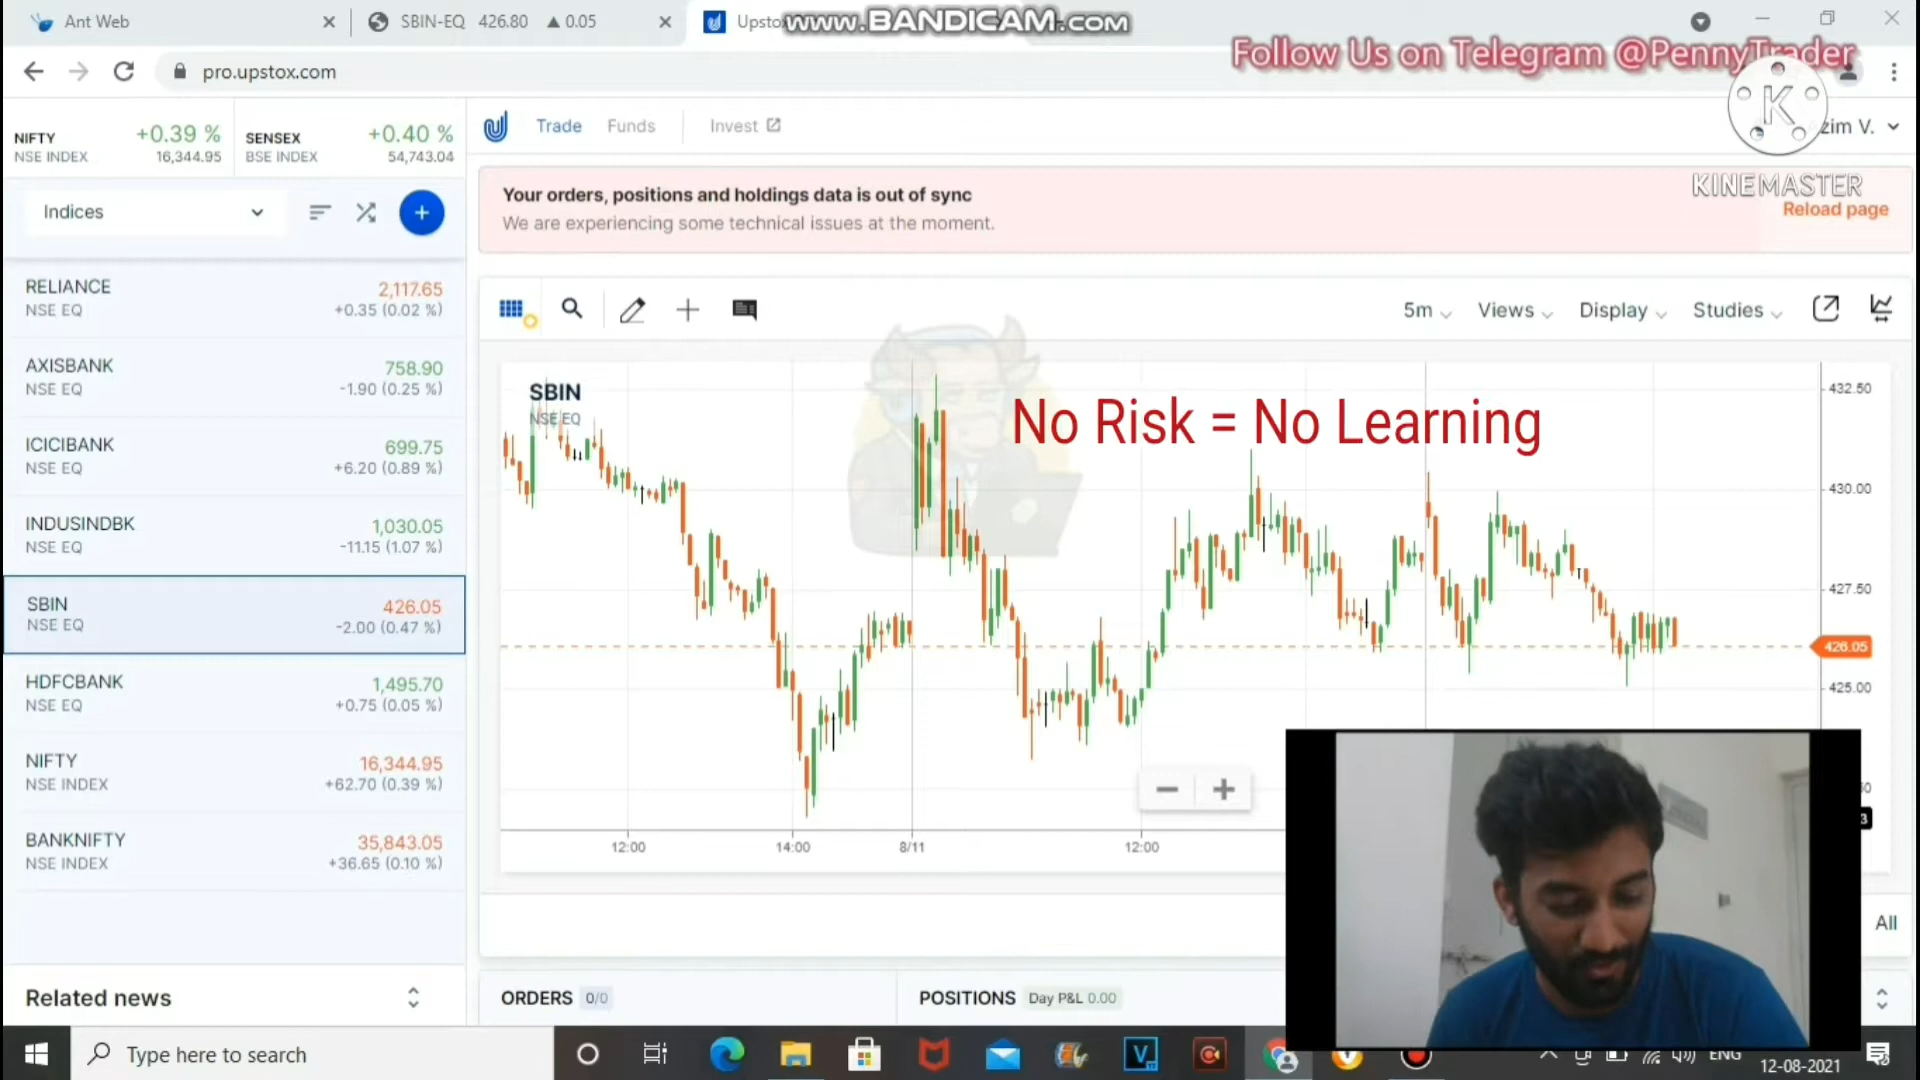 Ant Web
SBIN-EQ 426.80 ▲ 0.05
www.BANDICAM.com
Follow Us on Telegram @PennyTrader
pro.upstox.com
NIFTY +0.39 %
NSE INDEX 16,344.95
SENSEX +0.40 %
BSE INDEX 54,743.04
Trade Funds Invest
K
KINEMASTER
Your orders, positions and holdings data is out of sync
We are experiencing some technical issues at the moment.
Reload page
Indices
RELIANCE 2,117.65
NSE EQ +0.35 (0.02 %)
AXISBANK 758.90
NSE EQ -1.90 (0.25 %)
ICICIBANK 699.75
NSE EQ +6.20 (0.89 %)
INDUSINDBK 1,030.05
NSE EQ -11.15 (1.07 %)
SBIN 426.05
NSE EQ -2.00 (0.47 %)
HDFCBANK 1,495.70
NSE EQ +0.75 (0.05 %)
NIFTY 16,344.95
NSE INDEX +62.70 (0.39 %)
BANKNIFTY 35,843.05
NSE INDEX +36.65 (0.10 %)
Related news
5m Views Display Studies
SBIN
NSE EQ
No Risk = No Learning
432.50
430.00
427.50
426.05
425.00
12:00 14:00 8/11 12:00
All
ORDERS 0/0
POSITIONS Day P&L 0.00
Type here to search
ENG
12-08-2021